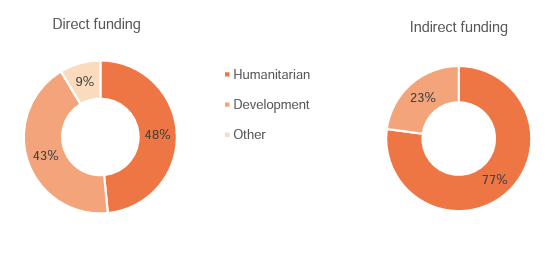 Direct funding
Indirect funding
9%
48%
43%
Humanitarian
Development
Other
23%
77%